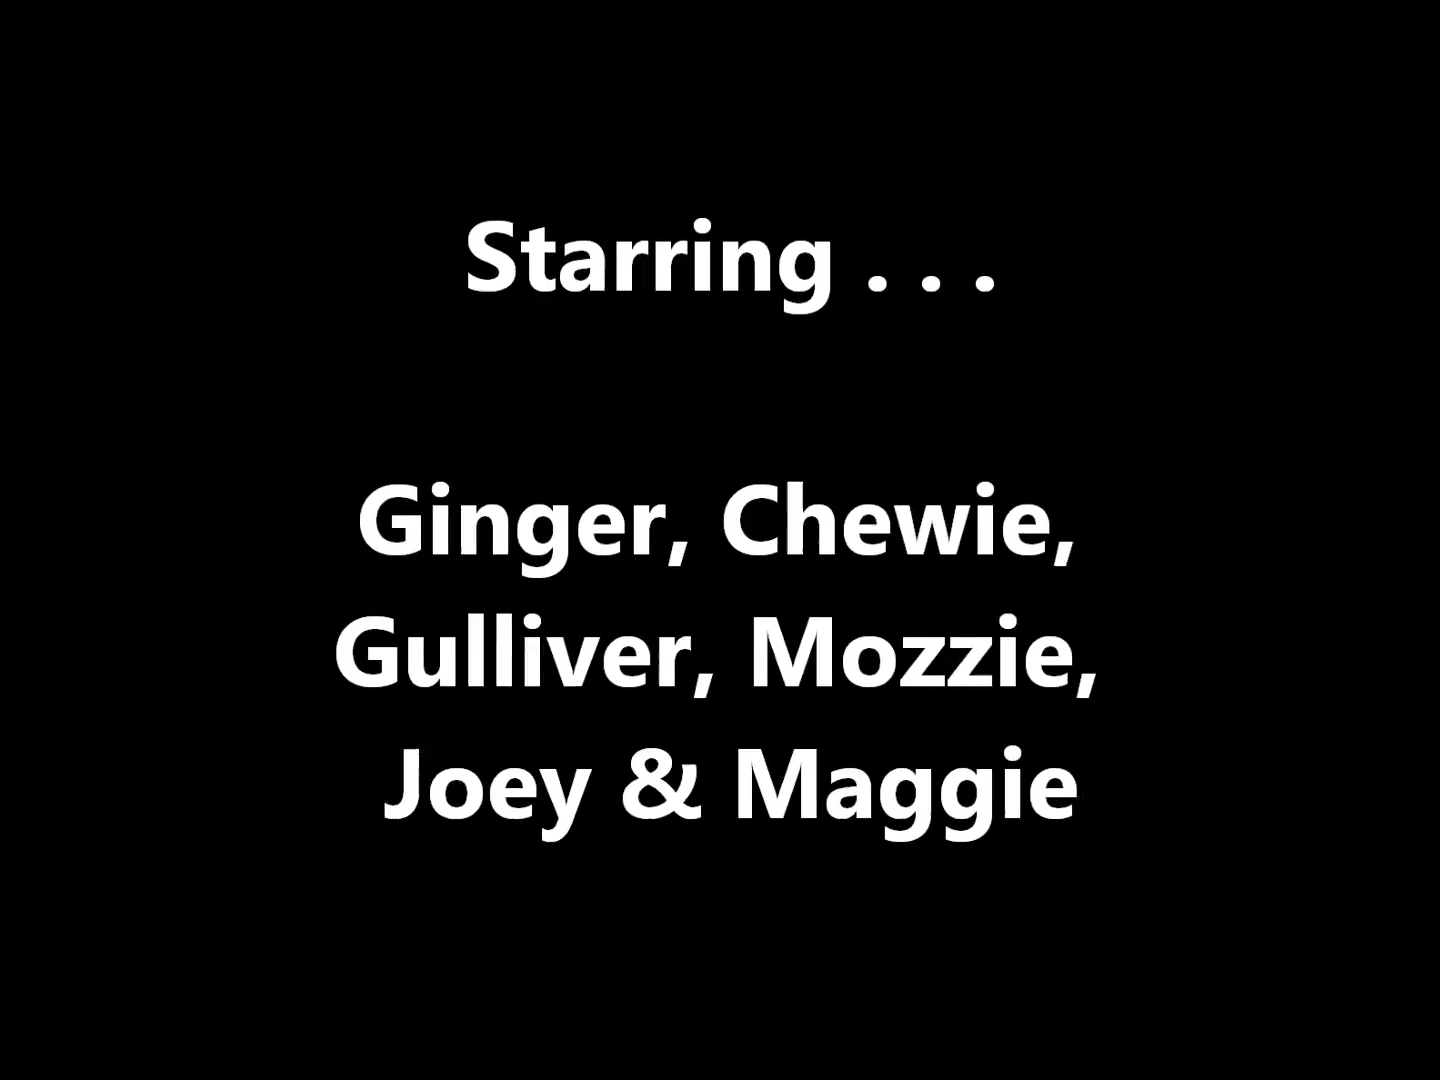 Starring . . .
Ginger, Chewie,
Gulliver, Mozzie,
Joey & Maggie